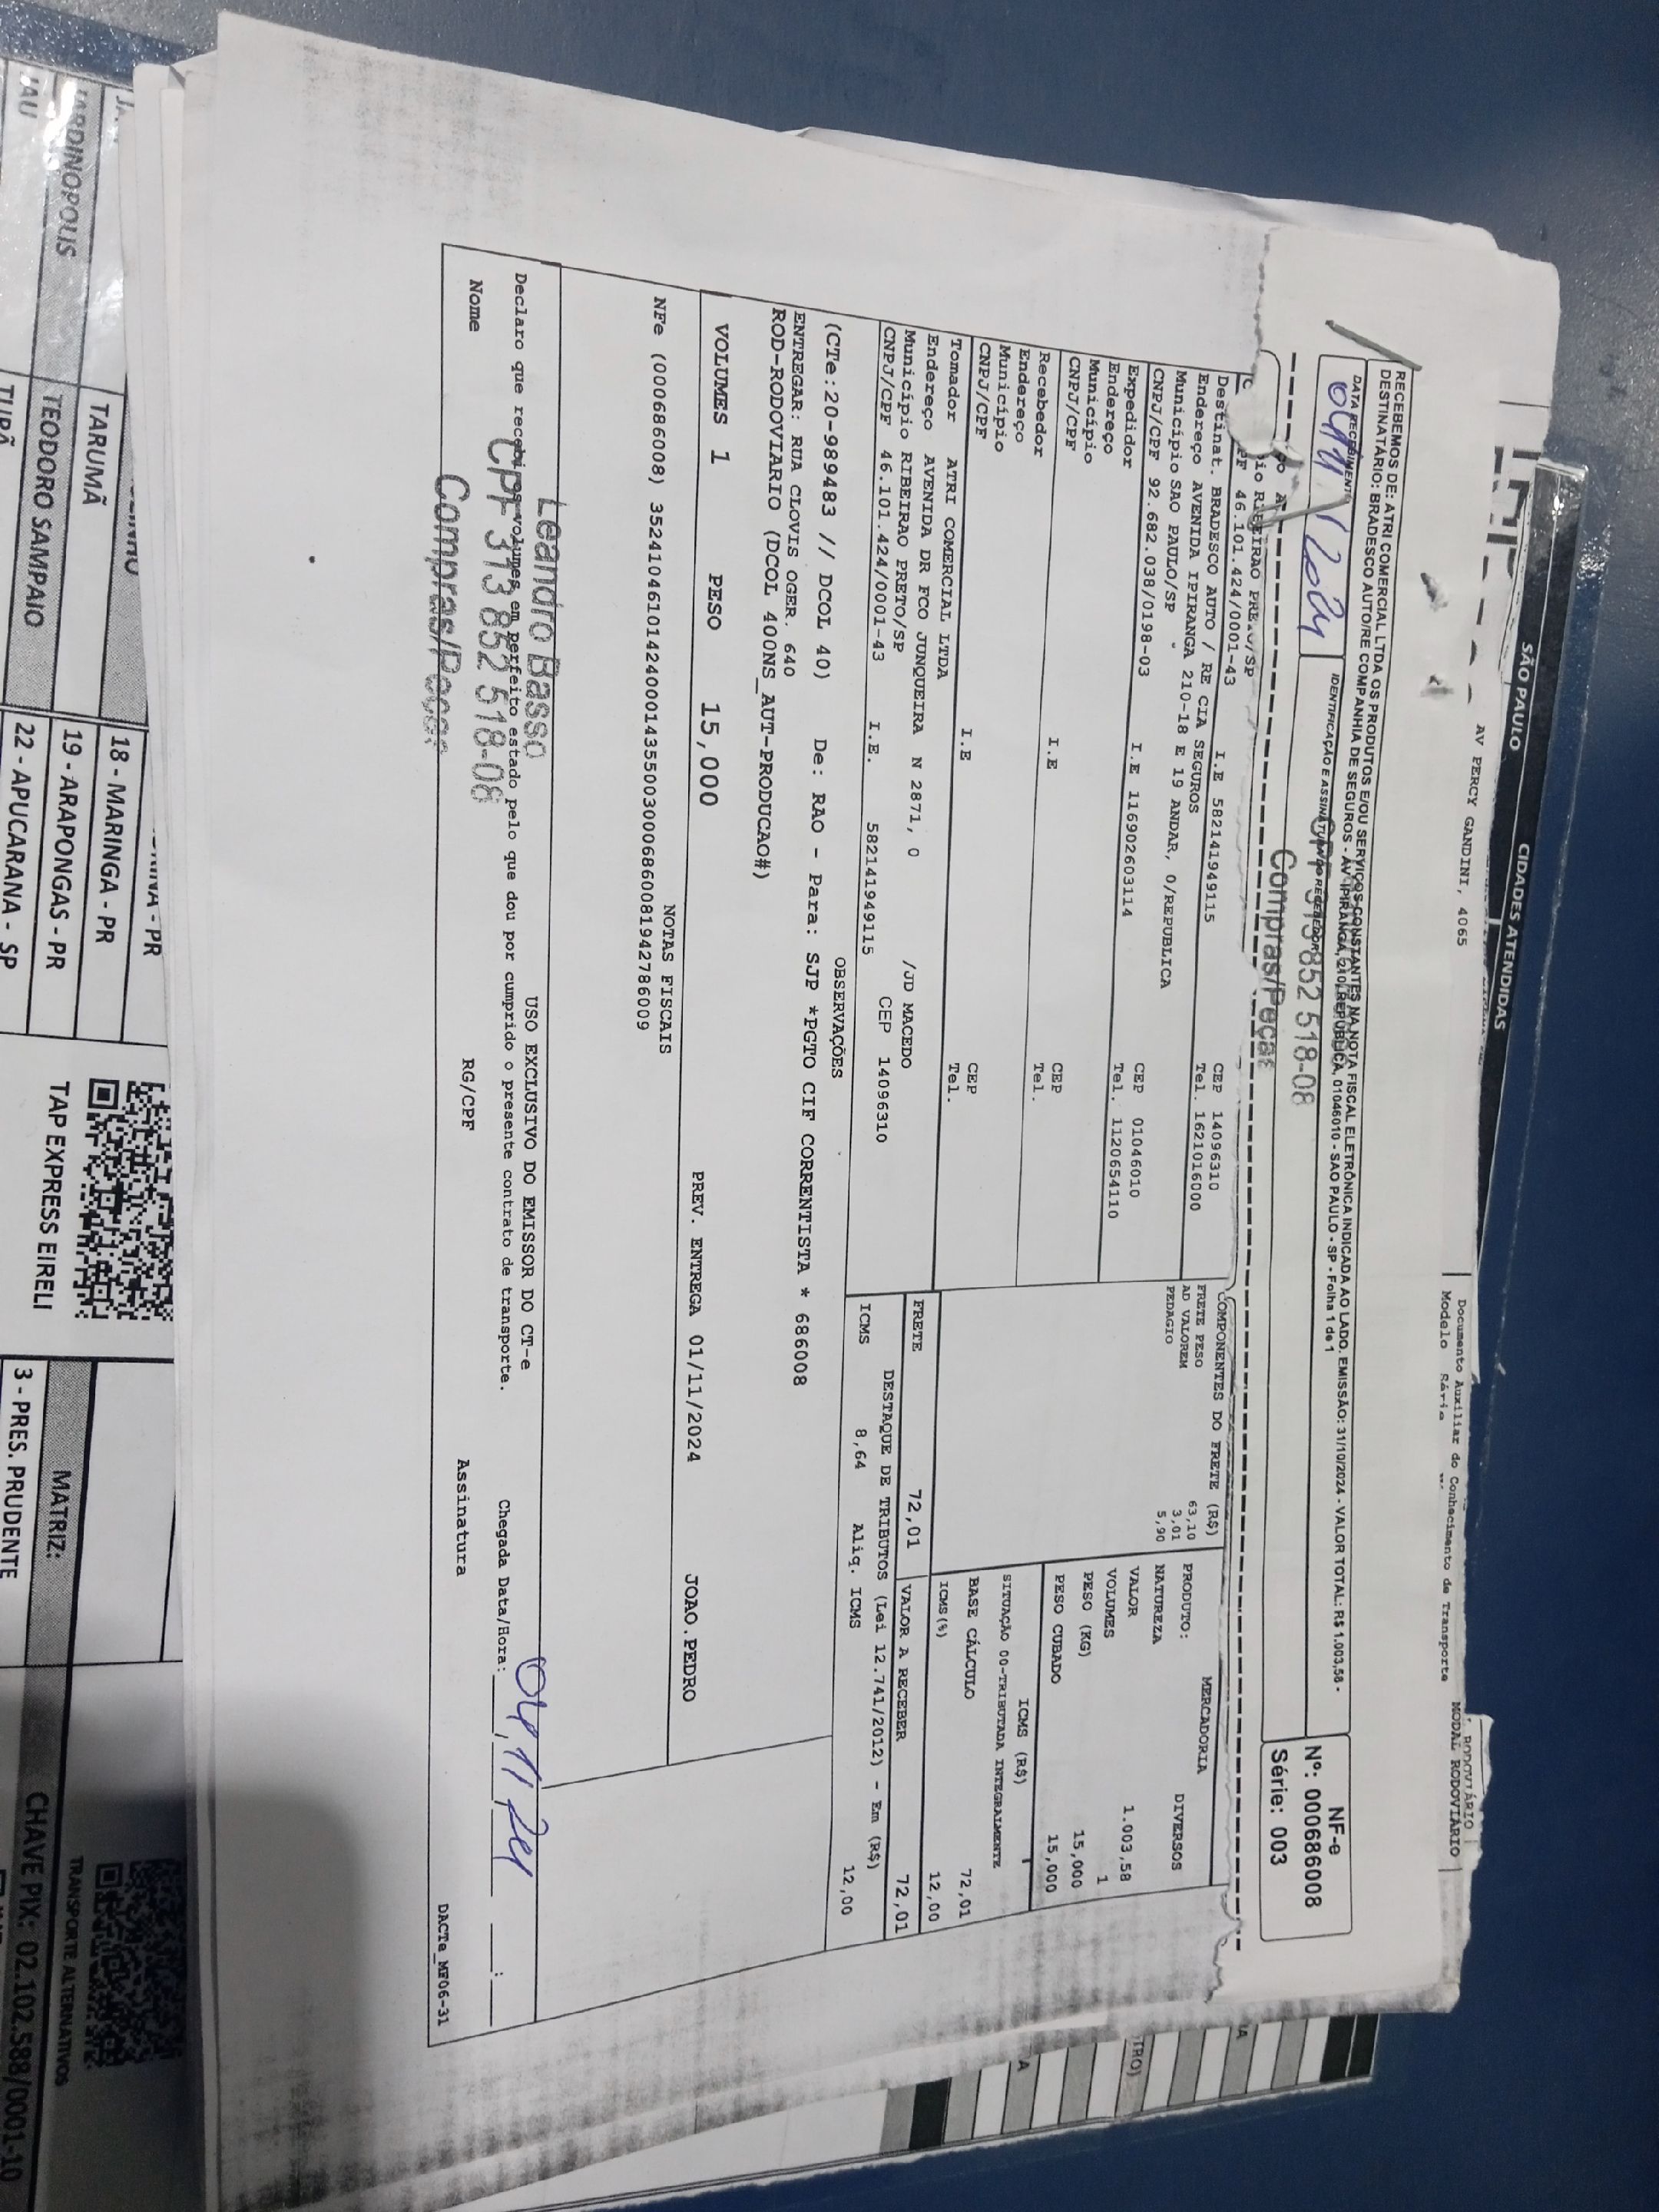 SÃO PAULO
CIDADES ATENDIDAS
AV PERCY GANDINI, 4065
Documento Auxiliar do Conhecimento de Transporte
Modelo
MODAL RODOVIÁRIO
RECEBEMOS DE: ATRI COMERCIAL LTDA OS PRODUTOS E/OU SERVIÇOS CONSTANTES NA NOTA FISCAL ELETRÔNICA INDICADA AO LADO. EMISSÃO: 31/10/2024 - VALOR TOTAL: R$ 1.003,58 -
DESTINATÁRIO: BRADESCO AUTO/RE COMPANHIA DE SEGUROS - AV IPIRANGA, 210, REPUBLICA, 01046010 - SAO PAULO - SP - Folha 1 de 1
DATA RECEBIMENTO
IDENTIFICAÇÃO E ASSINATURA DO RECEBEDOR
CPF 313 852 518-08
Compras/Peças
NF-e
Nº: 000686008
Série: 003
46.101.424/0001-43 I.E 582141949115 CEP 14096310
Tel. 1621016000
Destinat. BRADESCO AUTO / RE CIA SEGUROS
Endereço AVENIDA IPIRANGA 210-18 E 19 ANDAR, 0/REPUBLICA
Município SAO PAULO/SP CEP 01046010
CNPJ/CPF 92.682.038/0198-03 I.E 116902603114 Tel. 1120654110
Expedidor
Endereço
Município CEP
CNPJ/CPF I.E Tel.
Recebedor
Endereço
Município CEP
CNPJ/CPF I.E Tel.
Tomador ATRI COMERCIAL LTDA
Endereço AVENIDA DR FCO JUNQUEIRA N 2871, 0 /JD MACEDO
Município RIBEIRAO PRETO/SP CEP 14096310
CNPJ/CPF 46.101.424/0001-43 I.E. 582141949115
COMPONENTES DO FRETE (R$)
FRETE PESO 63,10
AD VALOREM 3,01
PEDAGIO 5,90
FRETE 72,01
MERCADORIA
PRODUTO: DIVERSOS
NATUREZA
VALOR 1.003,58
VOLUMES 1
PESO (KG) 15,000
PESO CUBADO 15,000
ICMS (R$)
SITUAÇÃO 00-TRIBUTADA INTEGRALMENTE
BASE CÁLCULO 72,01
ICMS(%) 12,00
VALOR A RECEBER 72,01
DESTAQUE DE TRIBUTOS (Lei 12.741/2012) - Em (R$)
ICMS 8,64 Aliq. ICMS 12,00
OBSERVAÇÕES
(CTe:20-989483 // DCOL 40) De: RAO - Para: SJP *PGTO CIF CORRENTISTA * 686008
ENTREGAR: RUA CLOVIS OGER. 640
ROD-RODOVIARIO (DCOL 400NS_AUT-PRODUCAO#)
VOLUMES 1 PESO 15,000 PREV. ENTREGA 01/11/2024 JOAO.PEDRO
NOTAS FISCAIS
NFe (000686008) 35241046101424000143550030006860081942786009
USO EXCLUSIVO DO EMISSOR DO CT-e
Declaro que recebi os volumes em perfeito estado pelo que dou por cumprido o presente contrato de transporte.
Chegada Data/Hora:
Leandro Basso
CPF 313 852 518-08
Compras/Peças
Nome RG/CPF Assinatura
DACTe_MF06-31
TARUMÃ
TEODORO SAMPAIO
TUPÃ
18 - MARINGA - PR
19 - ARAPONGAS - PR
22 - APUCARANA - SP
TAP EXPRESS EIRELI
MATRIZ:
3 - PRES. PRUDENTE
TRANSPORTE ALTERNATIVOS
CHAVE PIX: 02.102.588/0001-10